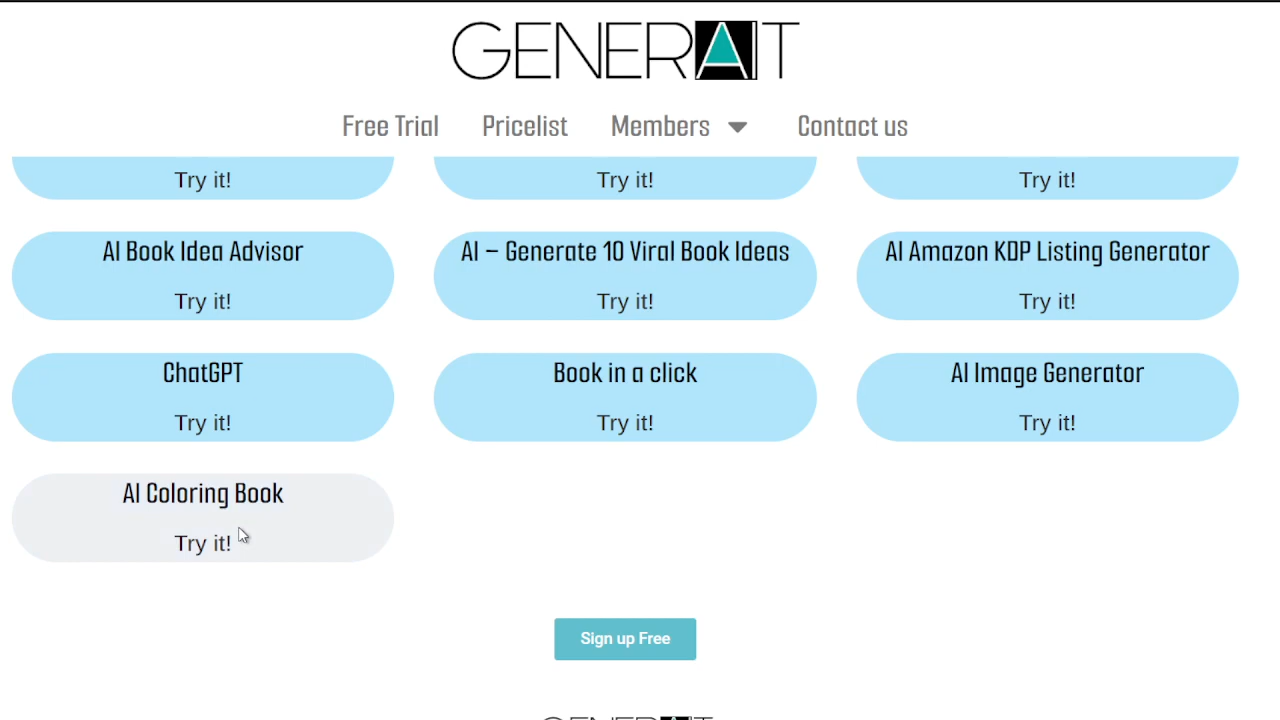 GENERAIT
Free Trial Pricelist Members Contact us
Try it! Try it! Try it!
AI Book Idea Advisor AI – Generate 10 Viral Book Ideas AI Amazon KDP Listing Generator
Try it! Try it! Try it!
ChatGPT Book in a click AI Image Generator
Try it! Try it! Try it!
AI Coloring Book
Try it!
Sign up Free
GENERAIT